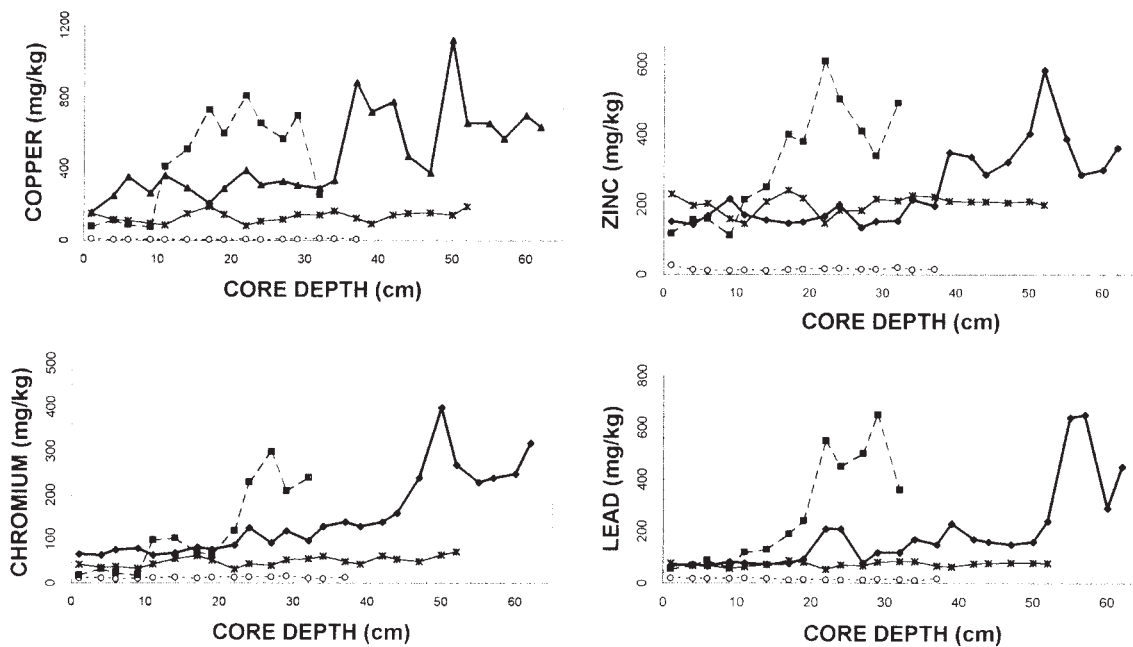 1200
800
400
0
COPPER (mg/kg)
0 10 20 30 40 50 60
CORE DEPTH (cm)
600
400
200
0
ZINC (mg/kg)
0 10 20 30 40 50 60
CORE DEPTH (cm)
500
400
300
200
100
0
CHROMIUM (mg/kg)
0 10 20 30 40 50 60
CORE DEPTH (cm)
800
600
400
200
0
LEAD (mg/kg)
0 10 20 30 40 50 60
CORE DEPTH (cm)